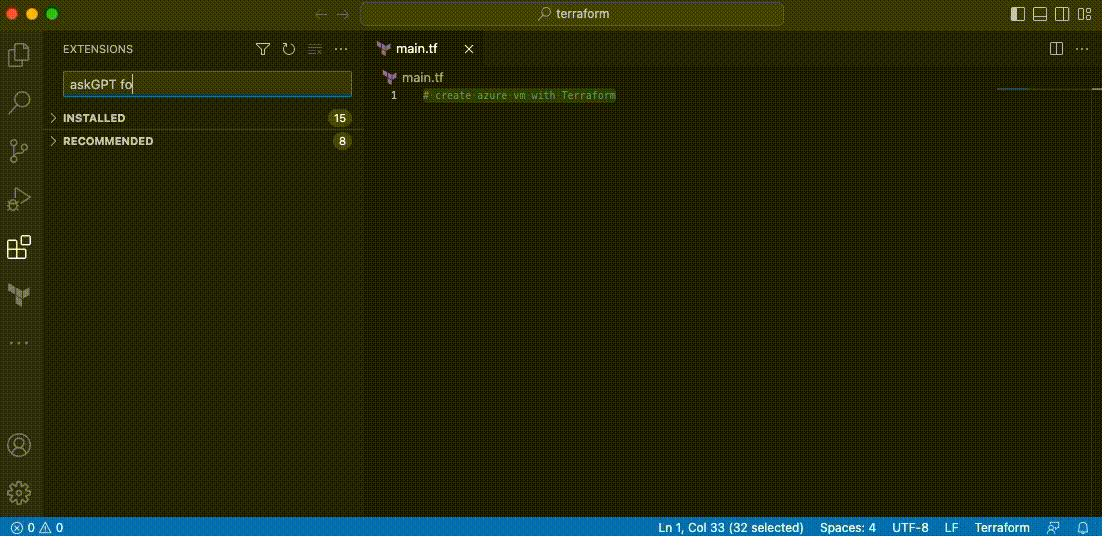 terraform
EXTENSIONS
askGPT fo
INSTALLED 15
RECOMMENDED 8
main.tf
main.tf
1 # create azure vm with Terraform
0 0 Ln 1, Col 33 (32 selected) Spaces: 4 UTF-8 LF Terraform